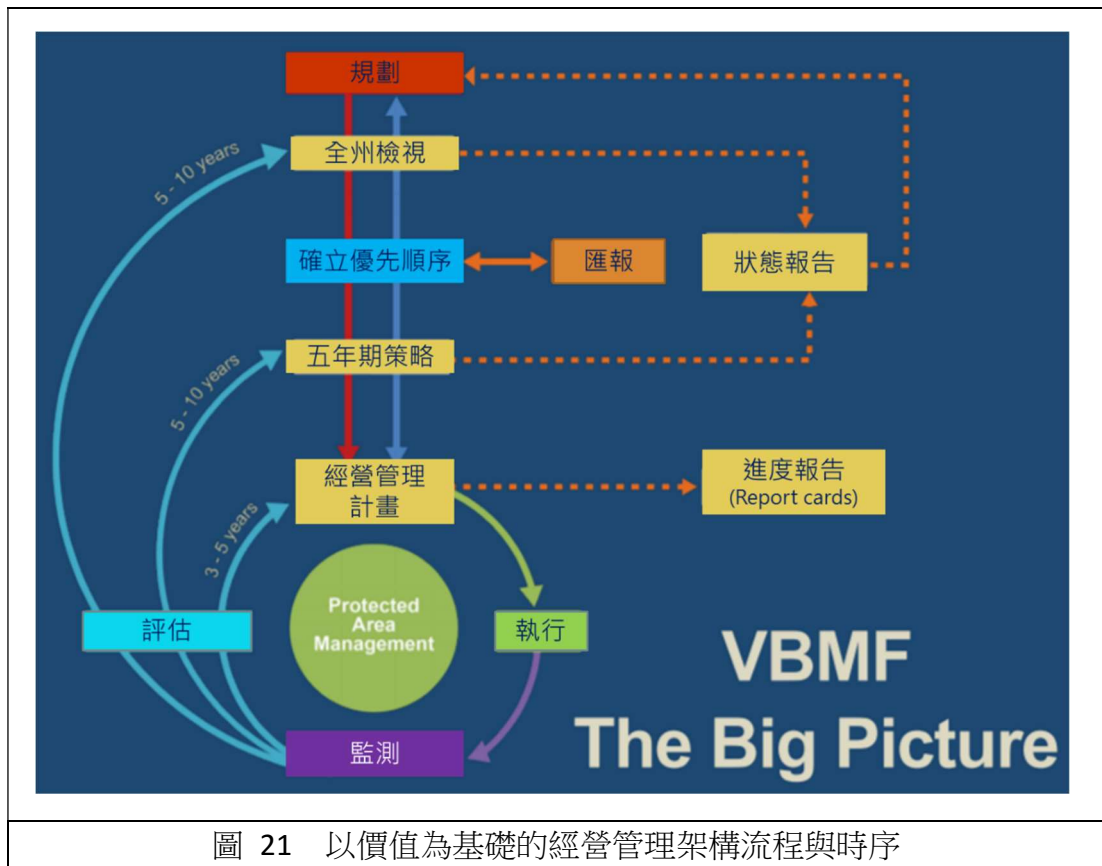 規劃
5 - 10 years
全州檢視
確立優先順序
匯報
狀態報告
5 - 10 years
五年期策略
3 - 5 years
經營管理
計畫
進度報告
(Report cards)
Protected
Area
Management
評估
執行
監測
VBMF
The Big Picture
圖 21 以價值為基礎的經營管理架構流程與時序